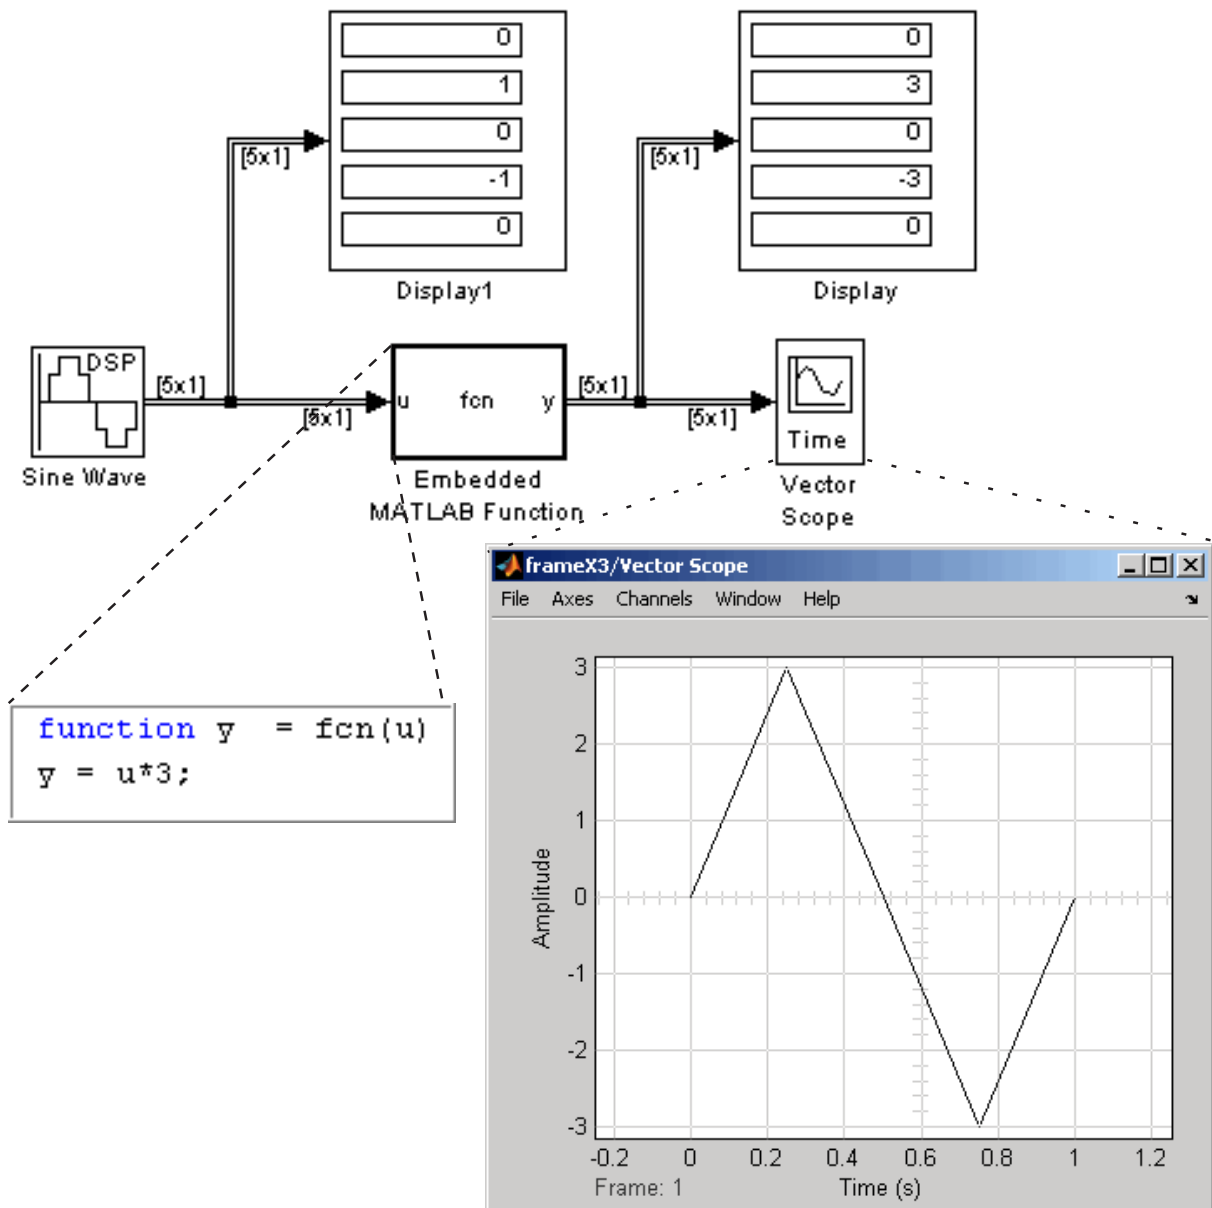 0
1
0
-1
0
Display1
0
3
0
-3
0
Display
[5x1]
[5x1]
DSP
Sine Wave
[5x1]
[5x1]
u fcn y
Embedded
MATLAB Function
[5x1]
[5x1]
Time
Vector
Scope
function y = fcn(u)
y = u*3;
frameX3/Vector Scope
File Axes Channels Window Help
3
2
1
0
-1
-2
-3
Amplitude
-0.2 0 0.2 0.4 0.6 0.8 1 1.2
Frame: 1 Time (s)